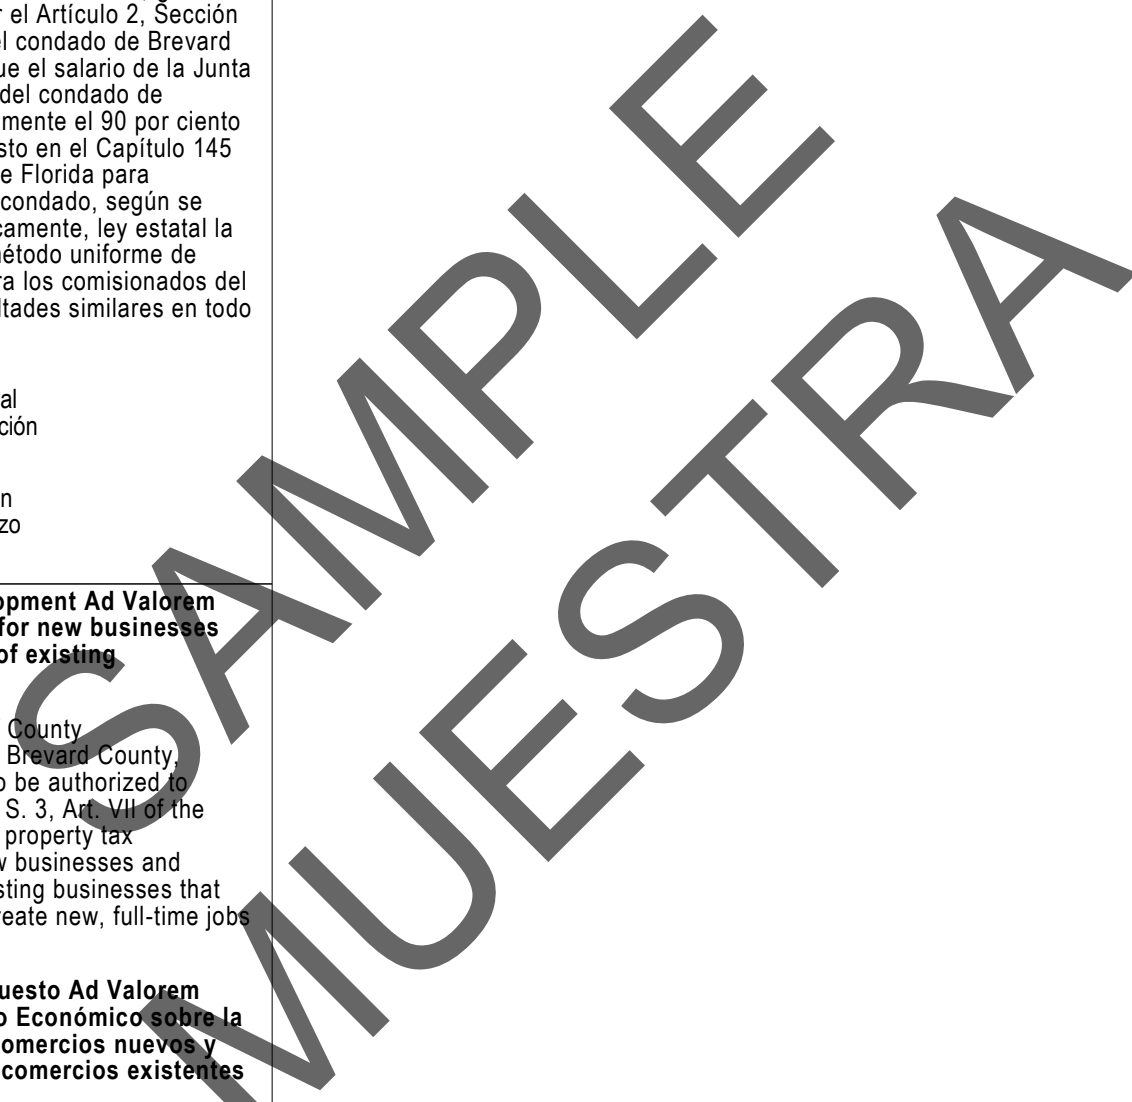 r el Artículo 2, Sección
el condado de Brevard
ue el salario de la Junta
del condado de
mente el 90 por ciento
sto en el Capítulo 145
e Florida para
condado, según se
camente, ley estatal la
nétodo uniforme de
ra los comisionados del
ltades similares en todo
al
ción
n
zo
opment Ad Valorem
for new businesses
of existing
County
Brevard County,
o be authorized to
S. 3, Art. VII of the
property tax
w businesses and
sting businesses that
reate new, full-time jobs
uesto Ad Valorem
o Económico sobre la
omercios nuevos y
comercios existentes
SAMPLE
MUESTRA